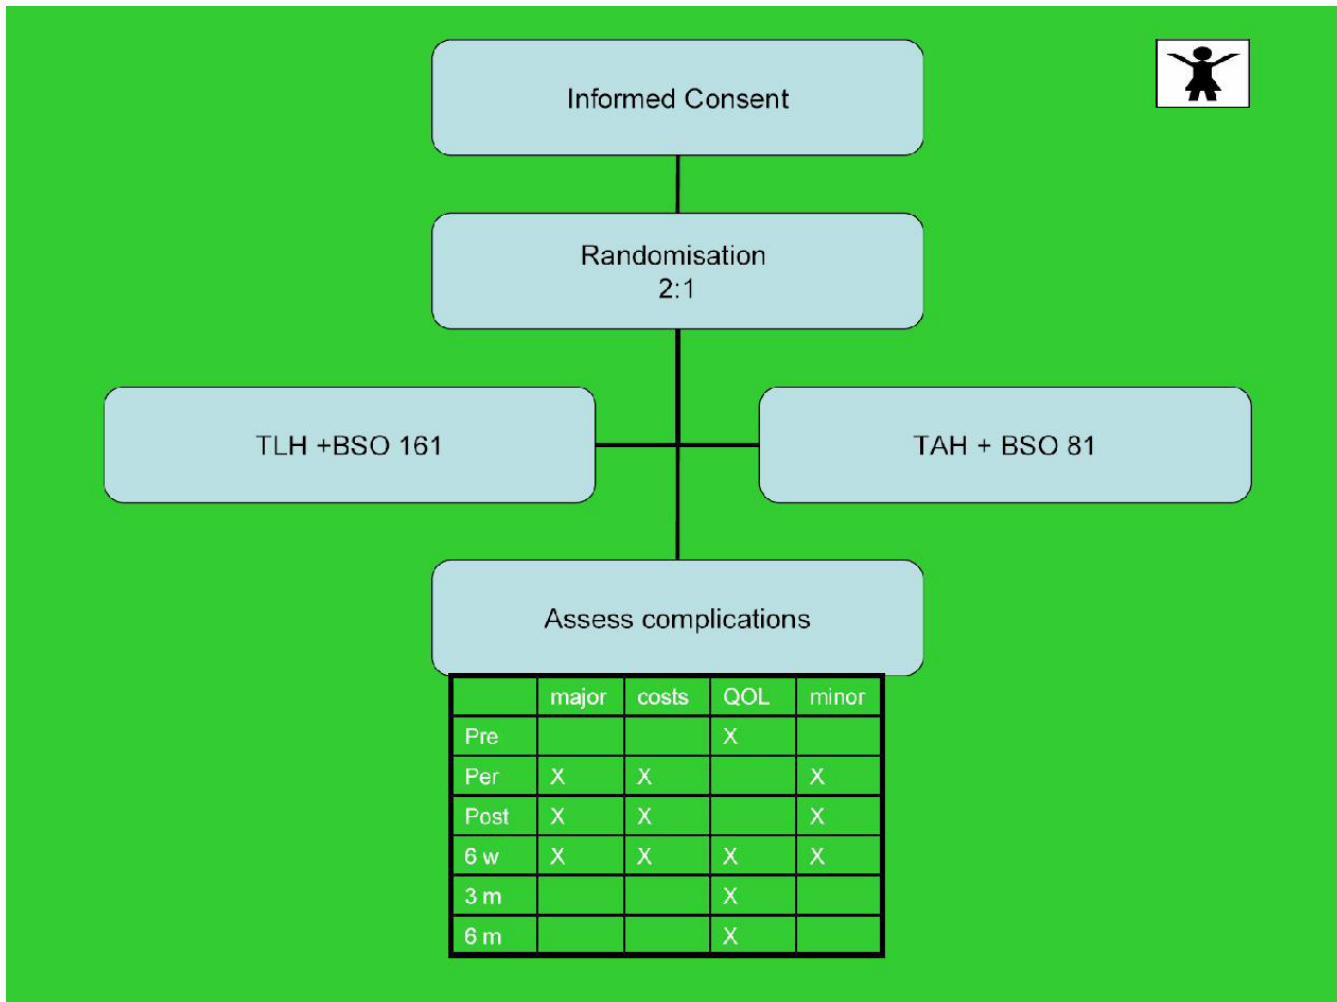 Informed Consent
Randomisation
2:1
TLH +BSO 161
TAH + BSO 81
Assess complications
major costs QOL minor
Pre X
Per X X X
Post X X X
6 w X X X X
3 m X
6 m X